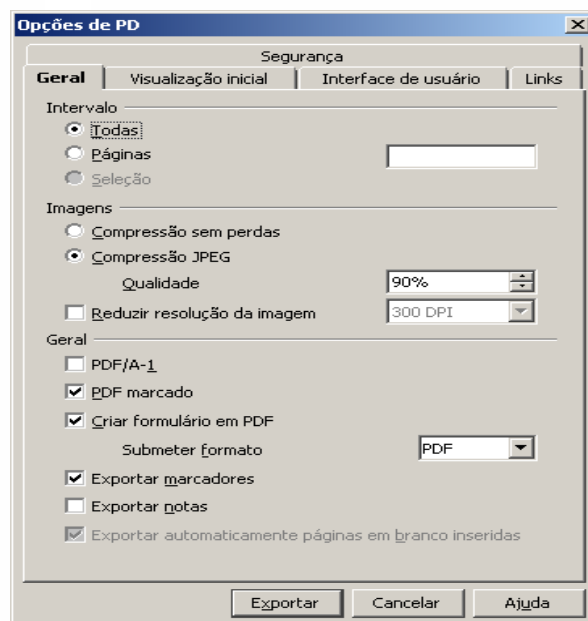 Opções de PD
Segurança
Geral Visualização inicial Interface de usuário Links
Intervalo
Todas
Páginas
Seleção
Imagens
Compressão sem perdas
Compressão JPEG
Qualidade 90%
Reduzir resolução da imagem 300 DPI
Geral
PDF/A-1
PDF marcado
Criar formulário em PDF
Submeter formato PDF
Exportar marcadores
Exportar notas
Exportar automaticamente páginas em branco inseridas
Exportar Cancelar Ajuda